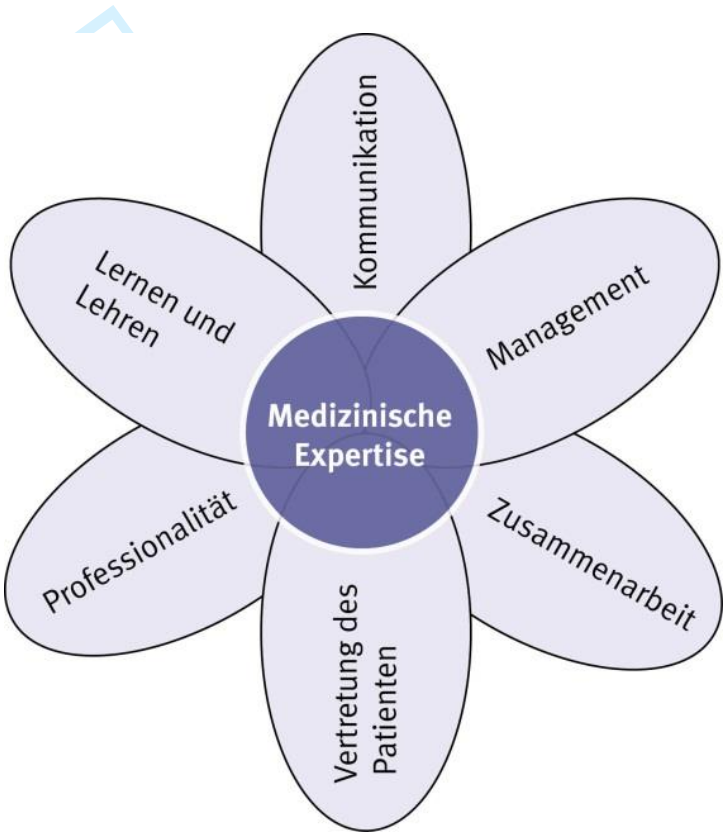 Kommunikation
Management
Zusammenarbeit
Vertretung des
Patienten
Professionalität
Lernen und
Lehren
Medizinische
Expertise